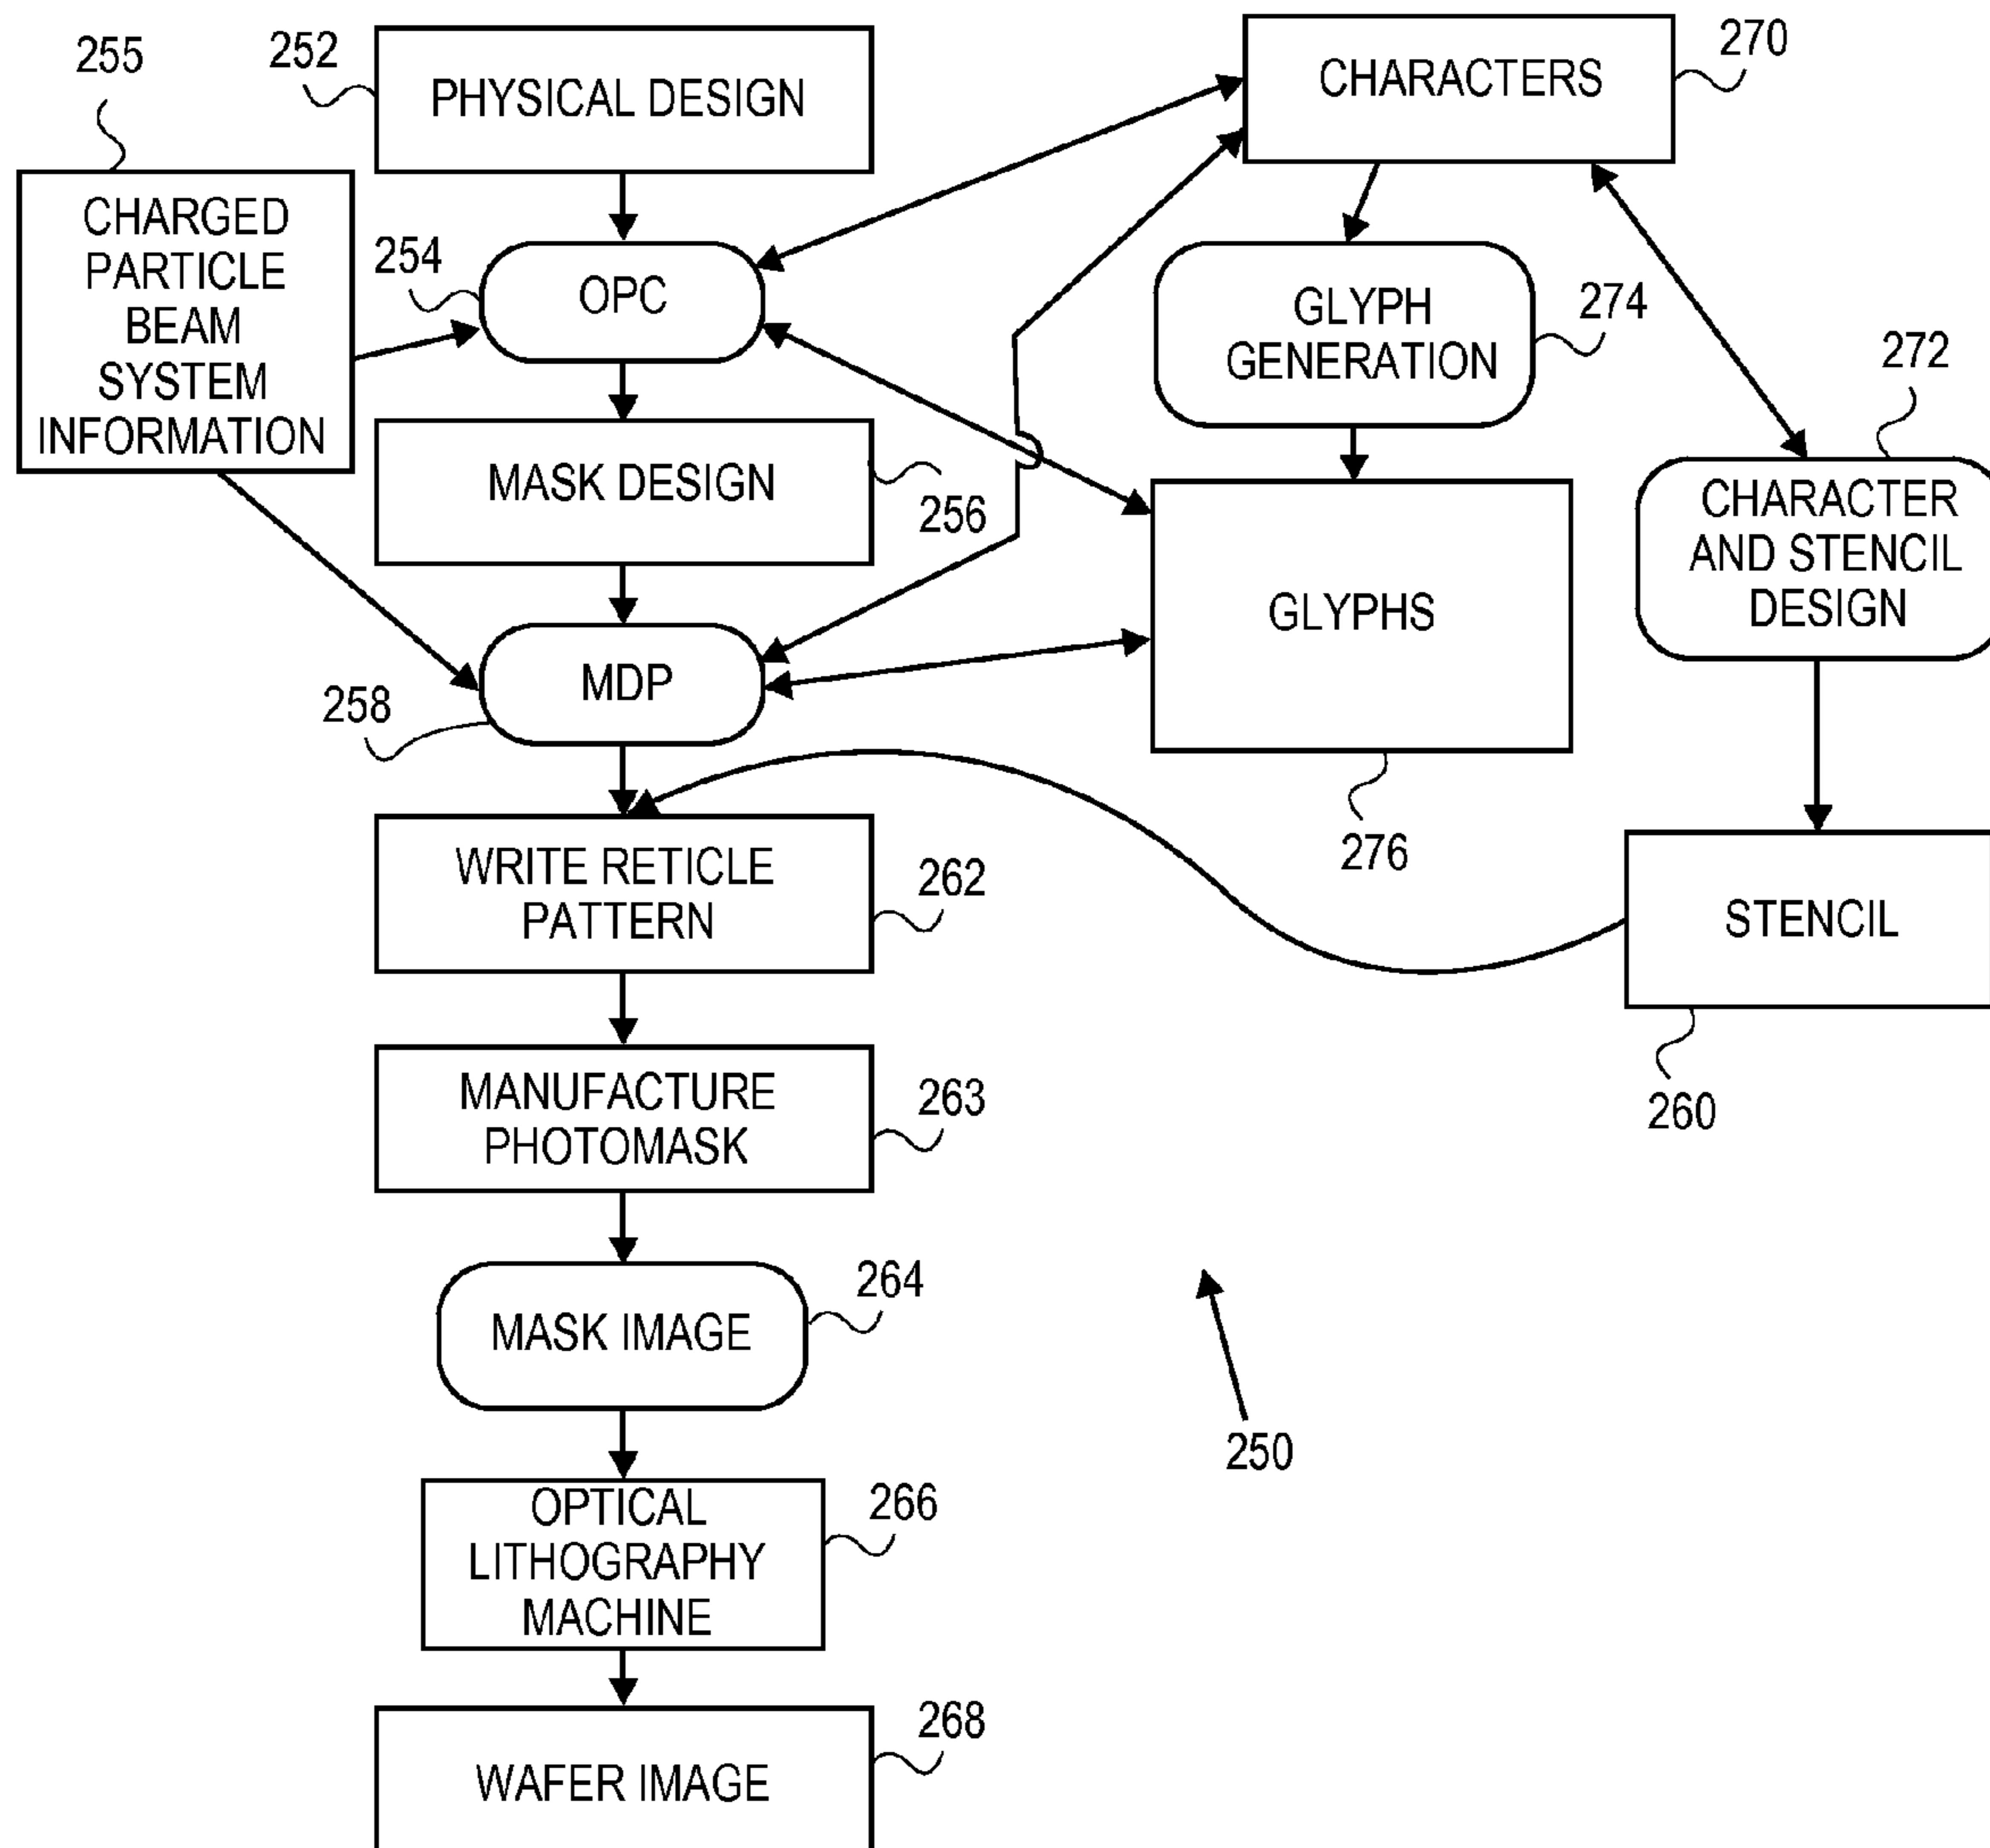 255
252
PHYSICAL DESIGN
CHARACTERS
270
CHARGED
PARTICLE
BEAM
SYSTEM
INFORMATION
254
OPC
GLYPH
GENERATION
274
272
MASK DESIGN
256
GLYPHS
CHARACTER
AND STENCIL
DESIGN
258
MDP
276
WRITE RETICLE
PATTERN
262
STENCIL
260
MANUFACTURE
PHOTOMASK
263
MASK IMAGE
264
250
OPTICAL
LITHOGRAPHY
MACHINE
266
WAFER IMAGE
268